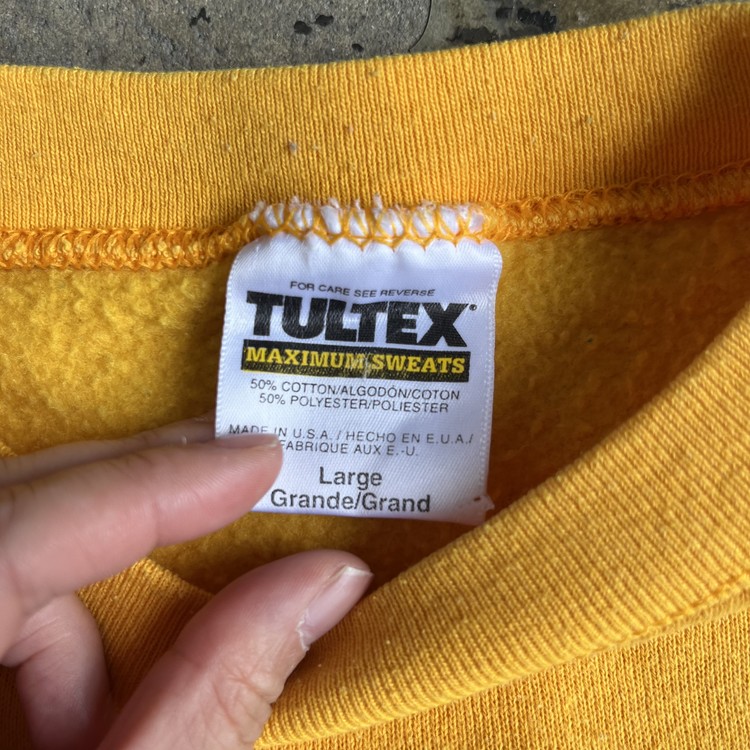 FOR CARE SEE REVERSE
TULTEX®
MAXIMUM SWEATS
50% COTTON/ALGODÓN/COTON
50% POLYESTER/POLIESTER
MADE IN U.S.A. / HECHO EN E.U.A./
FABRIQUE AUX E.-U.
Large
Grande/Grand